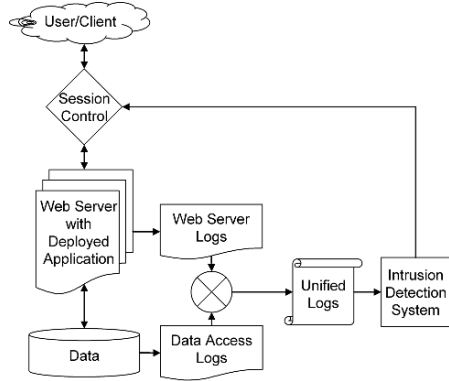 User/Client
Session
Control
Web Server
with
Deployed
Application
Web Server
Logs
Unified
Logs
Intrusion
Detection
System
Data
Data Access
Logs